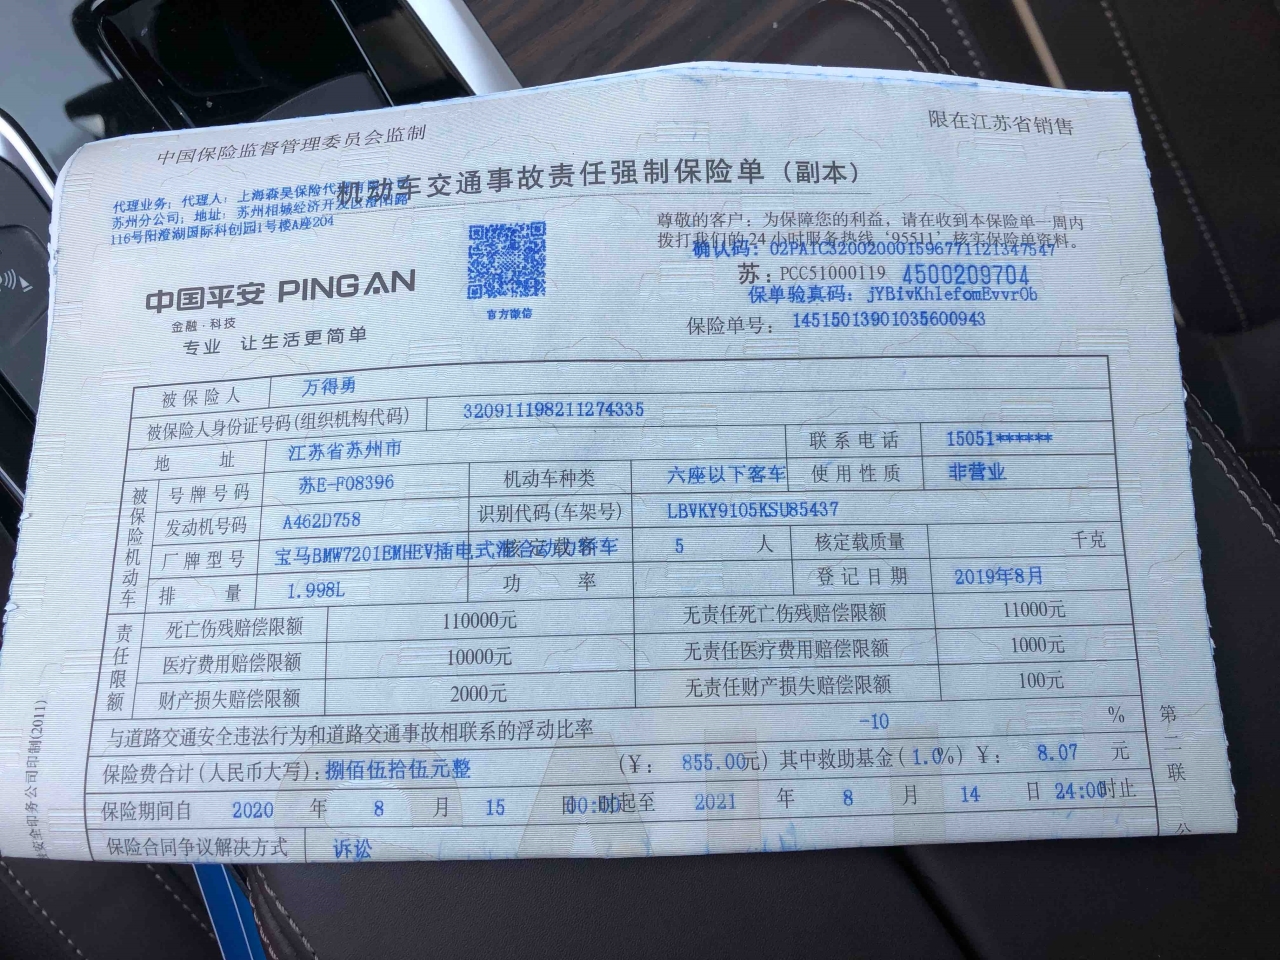 中国保险监督管理委员会监制
限在江苏省销售
机动车交通事故责任强制保险单（副本）
代理业务：代理人：上海森昊保险代理有限公司
苏州分公司；地址：苏州相城经济开发区澄阳路
116号阳澄湖国际科创园1号楼A座204
尊敬的客户：为保障您的利益，请在收到本保险单一周内
拨打我们的24小时服务热线‘95511’核实保险单资料。
确认码：02PAIC320020001596771121347547
苏：PCC51000119 4500209704
保单验真码：jYB1vKh1efomEvvrOb
保险单号：14515013901035600943
中国平安 PING AN
金融·科技
专业 让生活更简单
官方微信
被保险人 万得勇
被保险人身份证号码(组织机构代码) 320911198211274335
地址 江苏省苏州市 联系电话 15051******
被保险机动车
号牌号码 苏E-F08396 机动车种类 六座以下客车 使用性质 非营业
发动机号码 A462D758 识别代码(车架号) LBVKY9105KSU85437
厂牌型号 宝马BMW7201EMHEV插电式混合动力轿车 核定载客 5 人 核定载质量 千克
排量 1.998L 功率 登记日期 2019年8月
责任限额
死亡伤残赔偿限额 110000元 无责任死亡伤残赔偿限额 11000元
医疗费用赔偿限额 10000元 无责任医疗费用赔偿限额 1000元
财产损失赔偿限额 2000元 无责任财产损失赔偿限额 100元
与道路交通安全违法行为和道路交通事故相联系的浮动比率 -10 %
保险费合计(人民币大写)：捌佰伍拾伍元整 (￥： 855.00元) 其中救助基金(1.0%)￥： 8.07 元
保险期间自 2020 年 8 月 15 日00:00时起至 2021 年 8 月 14 日 24:00时止
保险合同争议解决方式 诉讼
第二联
公
安全印务公司印制(2011)